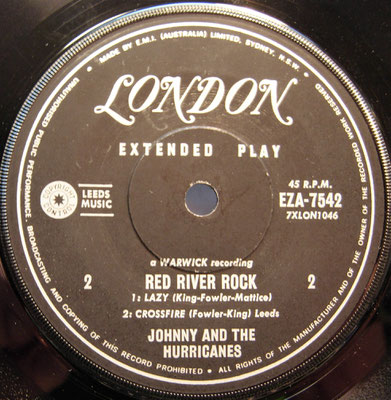 MADE BY E.M.I. (AUSTRALIA) LIMITED, SYDNEY, N.S.W.
LONDON
EXTENDED PLAY
LEEDS
MUSIC
45 R.P.M.
EZA-7542
7XLON1046
a WARWICK recording
2
RED RIVER ROCK
2
1: LAZY (King-Fowler-Mattice)
2: CROSSFIRE (Fowler-King) Leeds
JOHNNY AND THE
HURRICANES
ALL RIGHTS OF THE MANUFACTURER AND OF THE OWNER OF THE RECORDED WORK RESERVED
UNAUTHORIZED PUBLIC PERFORMANCE BROADCASTING AND COPYING OF THIS RECORD PROHIBITED